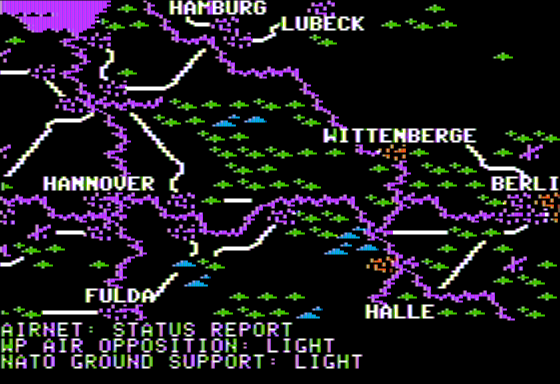 HAMBURG
LUBECK
WITTENBERGE
HANNOVER
BERLI
FULDA
HALLE
AIRNET: STATUS REPORT
WP AIR OPPOSITION: LIGHT
NATO GROUND SUPPORT: LIGHT